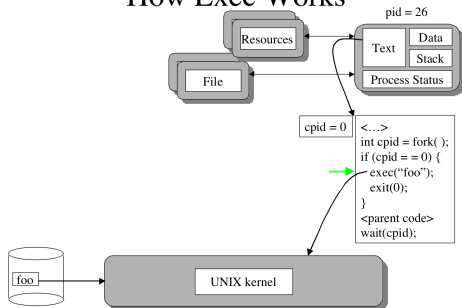 How Exec Works
pid = 26
Resources
Text
Data
Stack
File
Process Status
cpid = 0
<…>
int cpid = fork( );
if (cpid = = 0) {
exec(“foo”);
exit(0);
}
<parent code>
wait(cpid);
foo
UNIX kernel